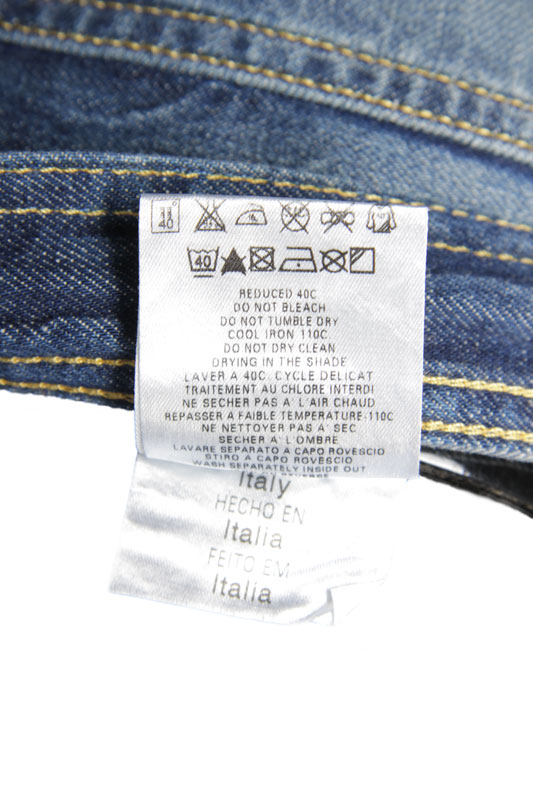 40
40
REDUCED 40C
DO NOT BLEACH
DO NOT TUMBLE DRY
COOL IRON 110C.
DO NOT DRY CLEAN
DRYING IN THE SHADE
LAVER A 40C. CYCLE DELICAT
TRAITEMENT AU CHLORE INTERDI
NE SECHER PAS A' L'AIR CHAUD
REPASSER A FAIBLE TEMPERATURE-110C
NE NETTOYER PAS A' SEC
SECHER A' L'OMBRE
LAVARE SEPARATO A CAPO ROVESCIO
STIRO A CAPO ROVESCIO
WASH SEPARATELY INSIDE OUT
Italy
HECHO EN
Italia
FEITO EM
Italia